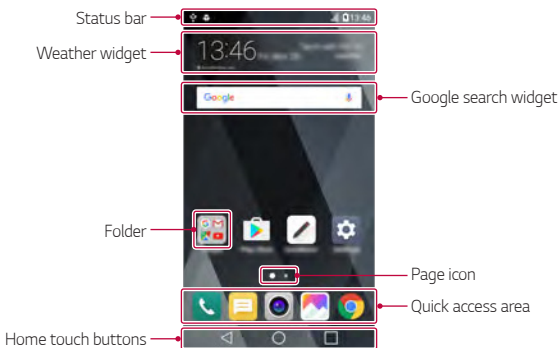 Status bar
13:46
Weather widget
13:46
Google
Google search widget
Folder
Page icon
Quick access area
Home touch buttons